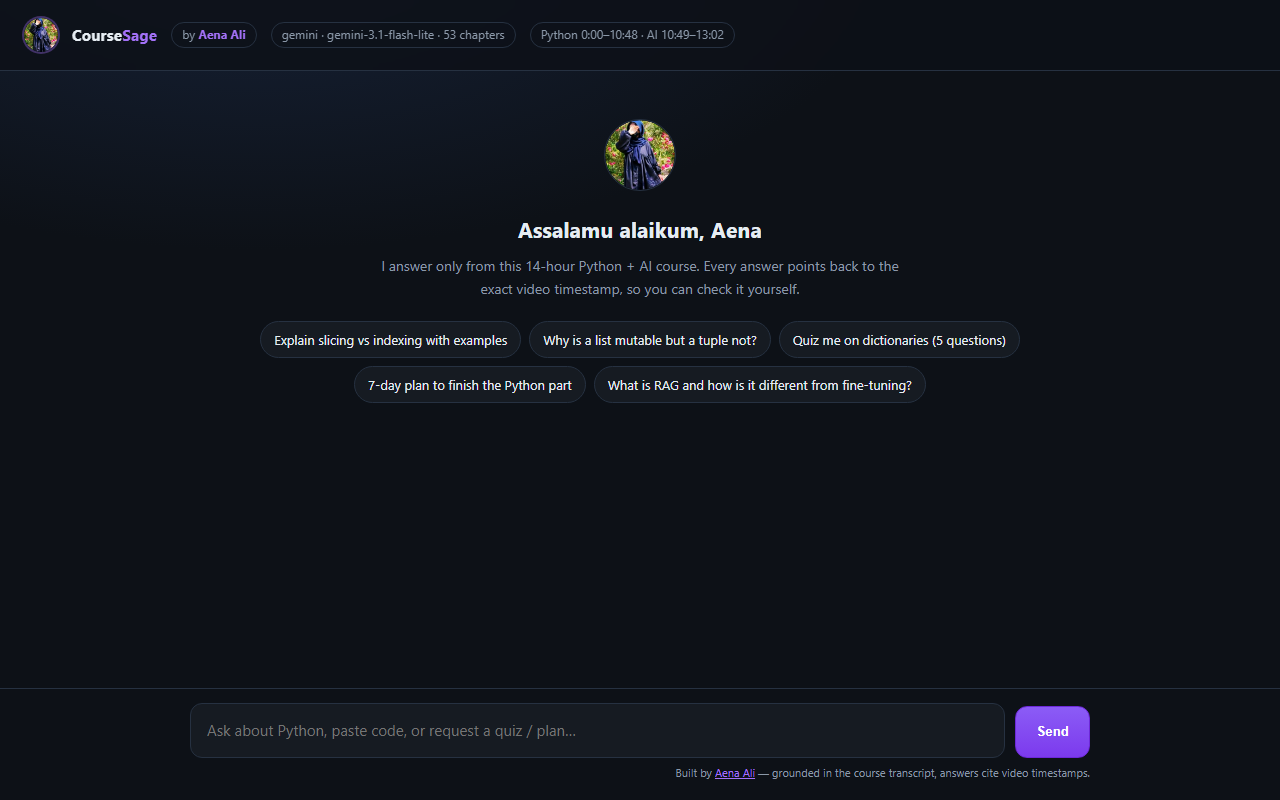 CourseSage by Aena Ali gemini · gemini-3.1-flash-lite · 53 chapters Python 0:00–10:48 · AI 10:49–13:02
Assalamu alaikum, Aena
I answer only from this 14-hour Python + AI course. Every answer points back to the
exact video timestamp, so you can check it yourself.
Explain slicing vs indexing with examples Why is a list mutable but a tuple not? Quiz me on dictionaries (5 questions)
7-day plan to finish the Python part What is RAG and how is it different from fine-tuning?
Ask about Python, paste code, or request a quiz / plan... Send
Built by Aena Ali — grounded in the course transcript, answers cite video timestamps.